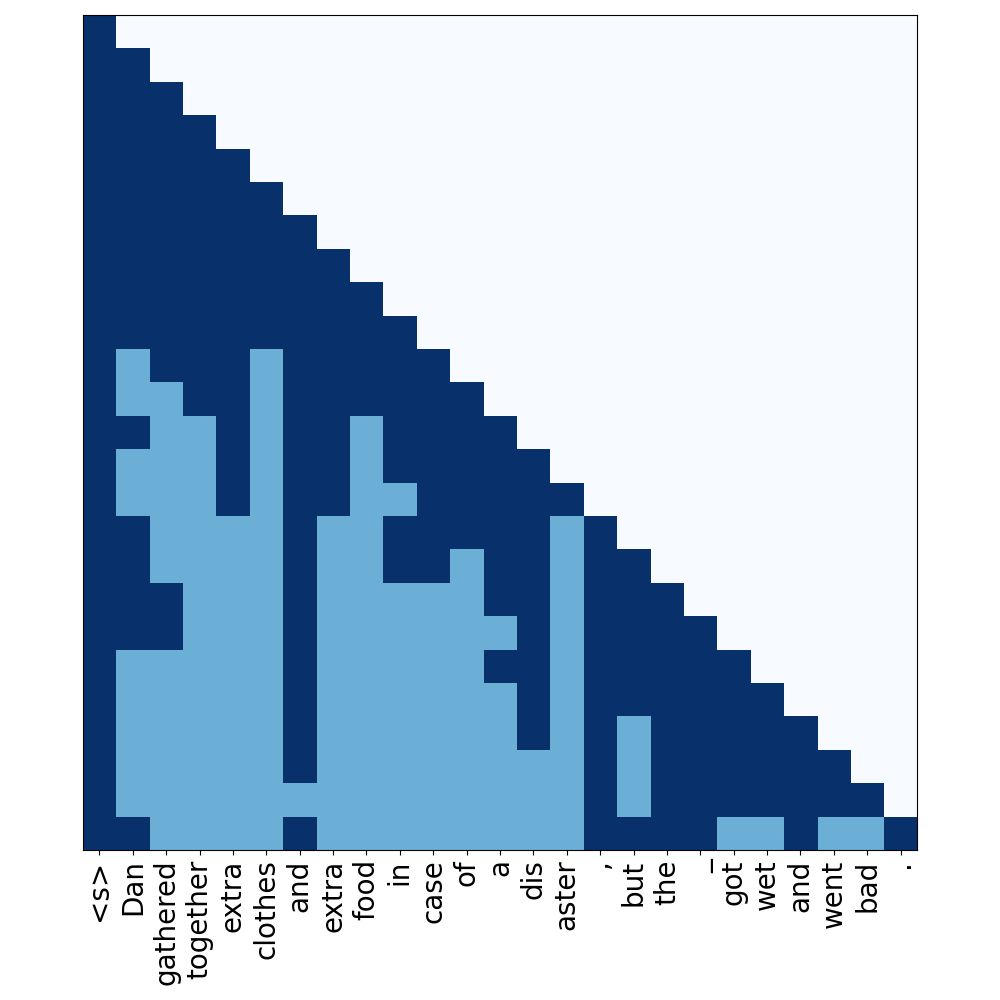 <s> Dan gathered together extra clothes and extra food in case of a dis aster , but the _ got wet and went bad .